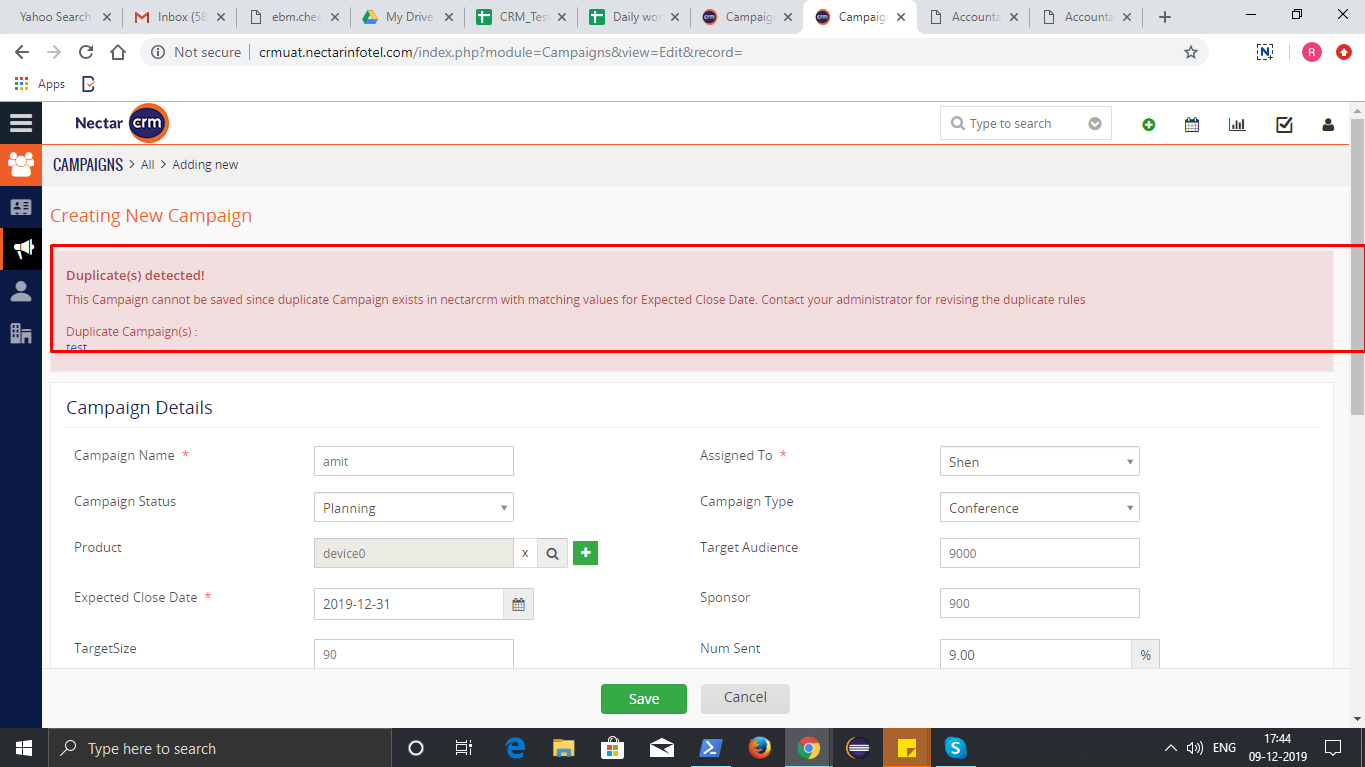 Yahoo Search
Inbox (58
ebm.chee
My Drive
CRM_Tes
Daily wor
Campaig
Campaig
Accounta
Accounta
Not secure
crmuat.nectarinfotel.com/index.php?module=Campaigns&view=Edit&record=
R
Apps
Nectar crm
Type to search
CAMPAIGNS > All > Adding new
Creating New Campaign
Duplicate(s) detected!
This Campaign cannot be saved since duplicate Campaign exists in nectarcrm with matching values for Expected Close Date. Contact your administrator for revising the duplicate rules
Duplicate Campaign(s) :
test
Campaign Details
Campaign Name * amit
Assigned To * Shen
Campaign Status Planning
Campaign Type Conference
Product device0 x
Target Audience 9000
Expected Close Date * 2019-12-31
Sponsor 900
TargetSize 90
Num Sent 9.00 %
Save Cancel
Type here to search
ENG
17:44
09-12-2019